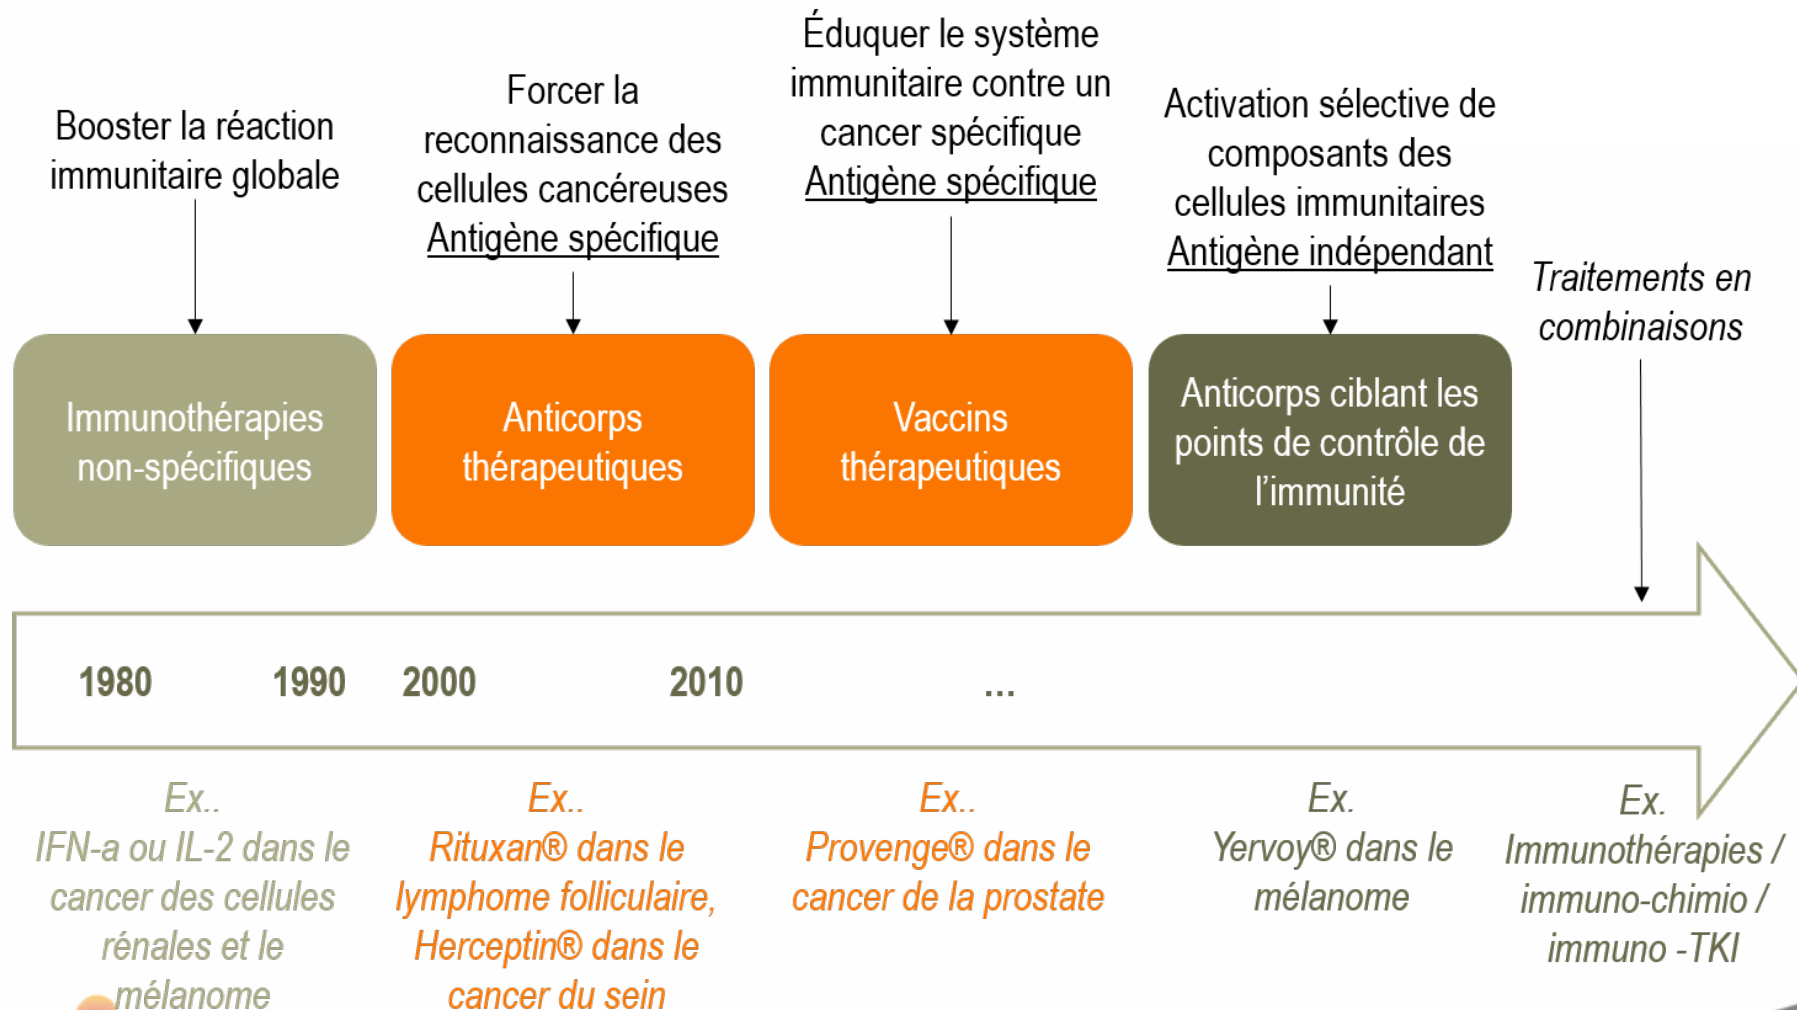 Booster la réaction
immunitaire globale
Forcer la
reconnaissance des
cellules cancéreuses
Antigène spécifique
Éduquer le système
immunitaire contre un
cancer spécifique
Antigène spécifique
Activation sélective de
composants des
cellules immunitaires
Antigène indépendant
Traitements en
combinaisons
Immunothérapies
non-spécifiques
Anticorps
thérapeutiques
Vaccins
thérapeutiques
Anticorps ciblant les
points de contrôle de
l’immunité
1980 1990 2000 2010 ...
Ex..
IFN-a ou IL-2 dans le
cancer des cellules
rénales et le
mélanome
Ex..
Rituxan® dans le
lymphome folliculaire,
Herceptin® dans le
cancer du sein
Ex..
Provenge® dans le
cancer de la prostate
Ex.
Yervoy® dans le
mélanome
Ex.
Immunothérapies /
immuno-chimio /
immuno -TKI